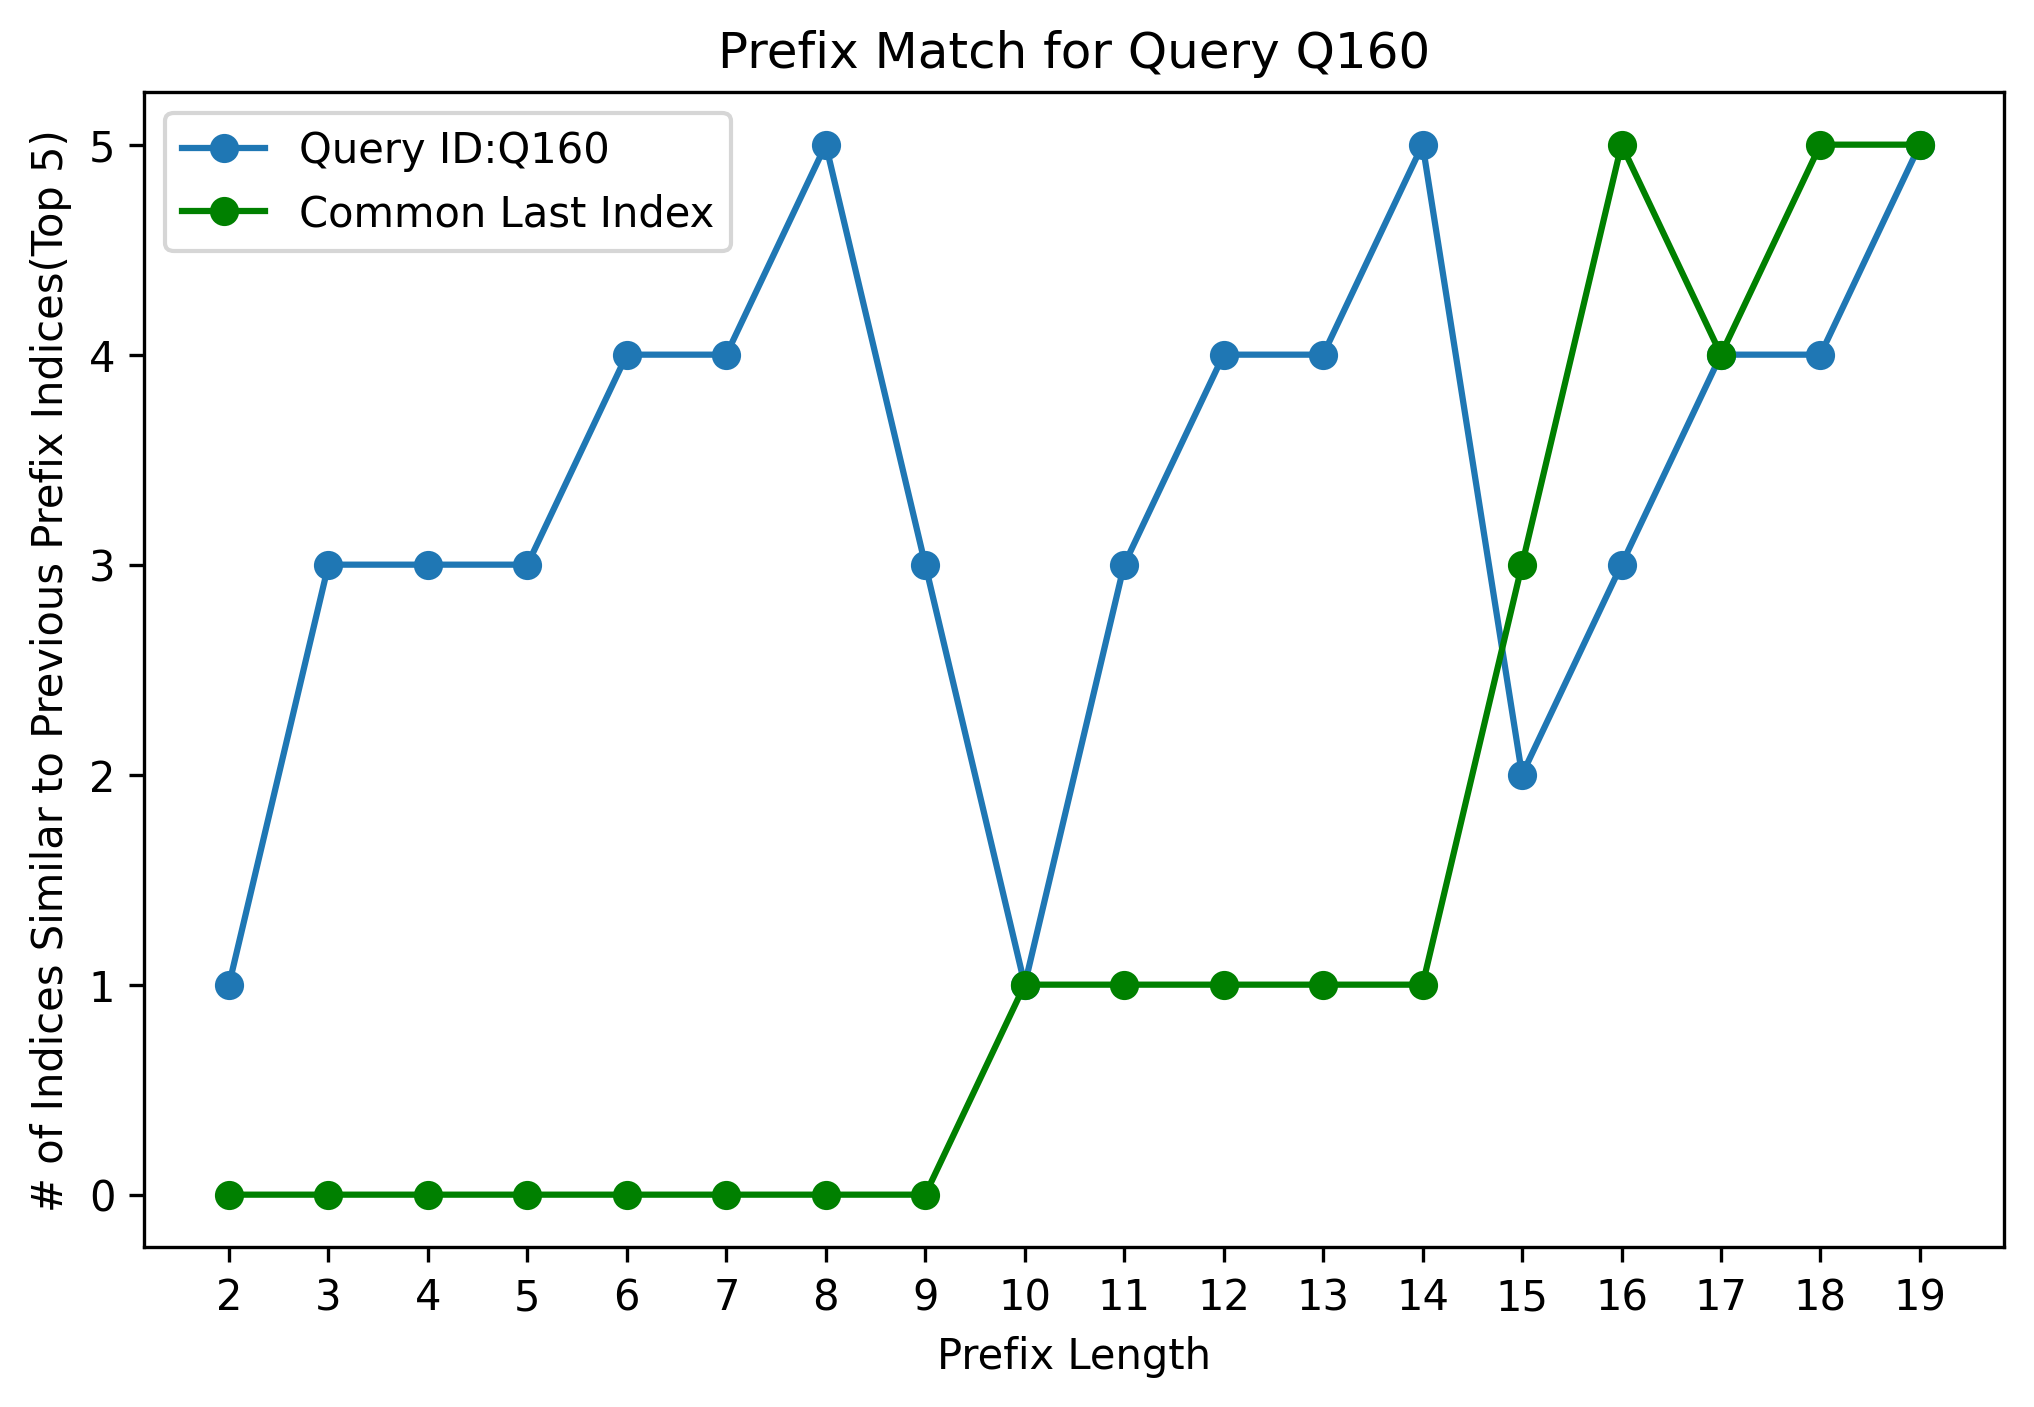 Prefix Match for Query Q160
Query ID:Q160
Common Last Index
# of Indices Similar to Previous Prefix Indices(Top 5)
5
4
3
2
1
0
2 3 4 5 6 7 8 9 10 11 12 13 14 15 16 17 18 19
Prefix Length